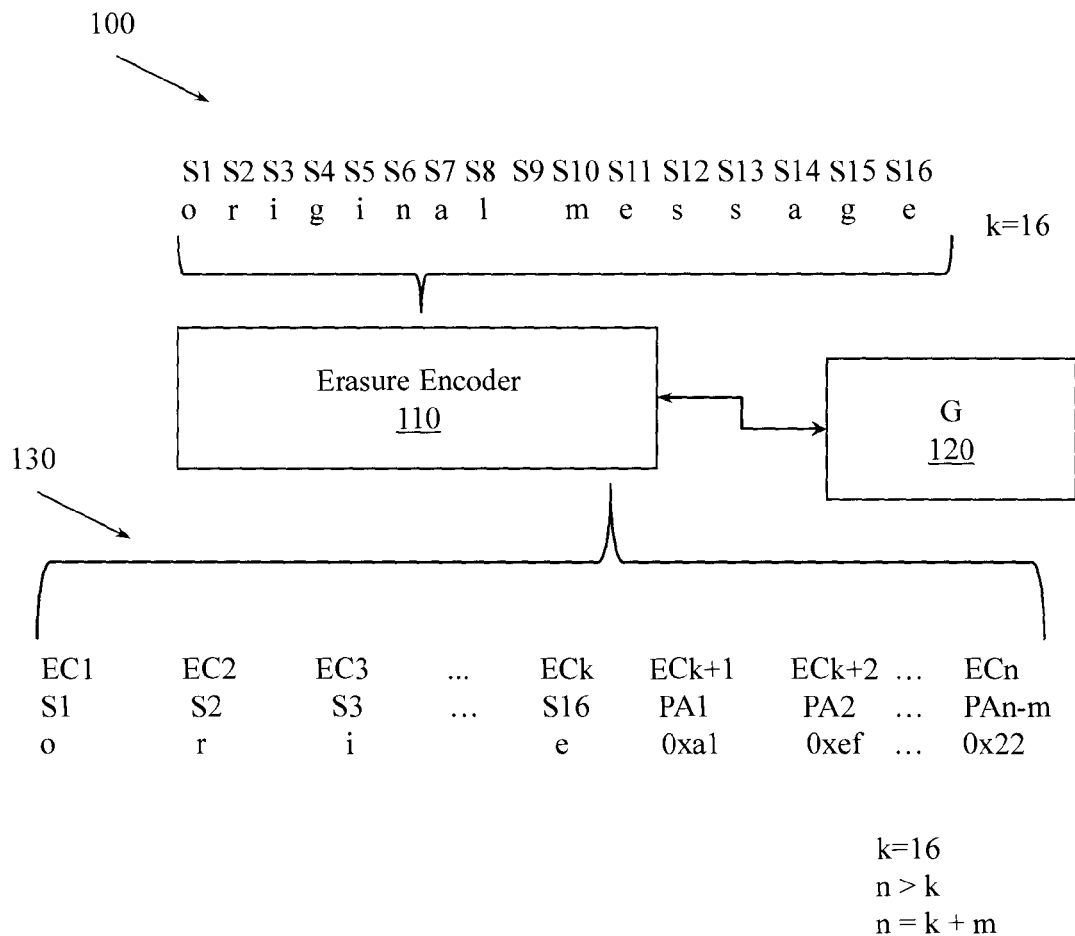 100
S1 S2 S3 S4 S5 S6 S7 S8 S9 S10 S11 S12 S13 S14 S15 S16
o r i g i n a l m e s s a g e
k=16
Erasure Encoder
110
G
120
130
EC1 EC2 EC3 ... ECk ECk+1 ECk+2 ... ECn
S1 S2 S3 ... S16 PA1 PA2 ... PAn-m
o r i e 0xa1 0xef ... 0x22
k=16
n > k
n = k + m